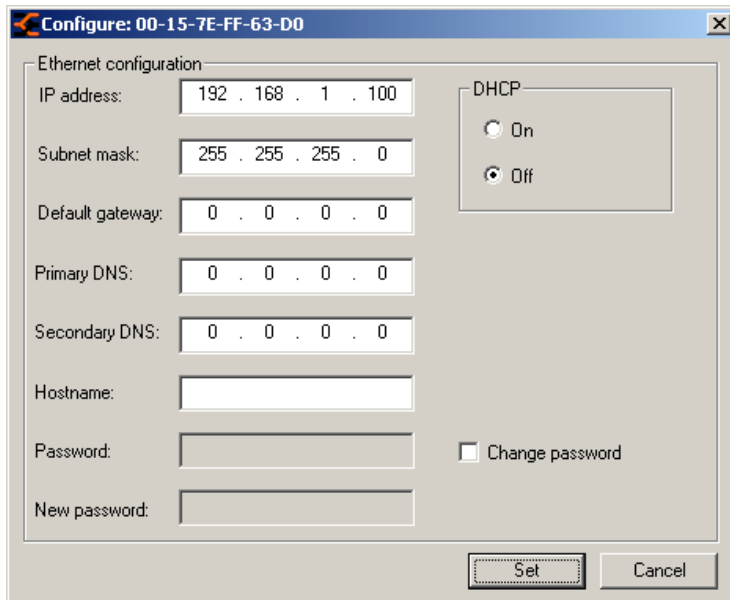 Configure: 00-15-7E-FF-63-D0
Ethernet configuration
IP address: 192 . 168 . 1 . 100
DHCP
On
Subnet mask: 255 . 255 . 255 . 0
Off
Default gateway: 0 . 0 . 0 . 0
Primary DNS: 0 . 0 . 0 . 0
Secondary DNS: 0 . 0 . 0 . 0
Hostname:
Password:
Change password
New password:
Set
Cancel